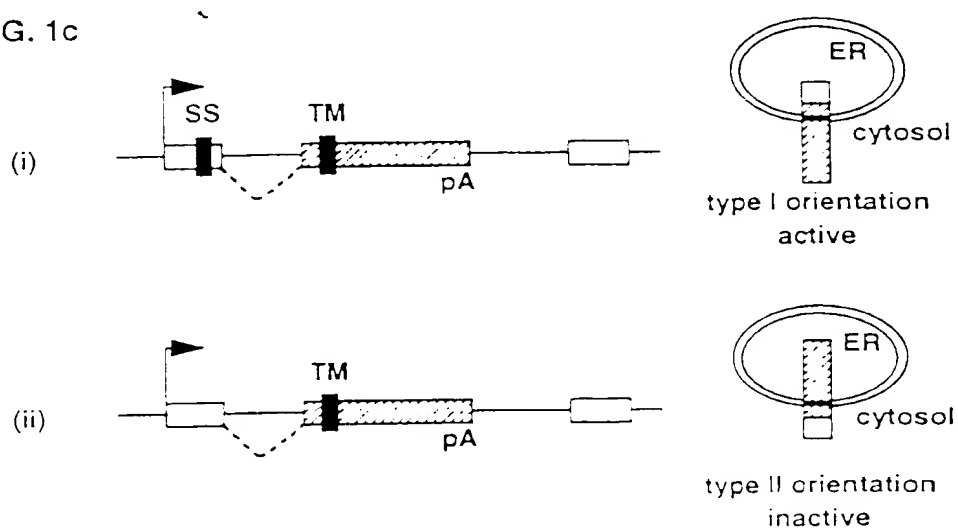 G. 1c
(i)
SS
TM
pA
ER
cytosol
type I orientation
active
(ii)
TM
pA
ER
cytosol
type II orientation
inactive